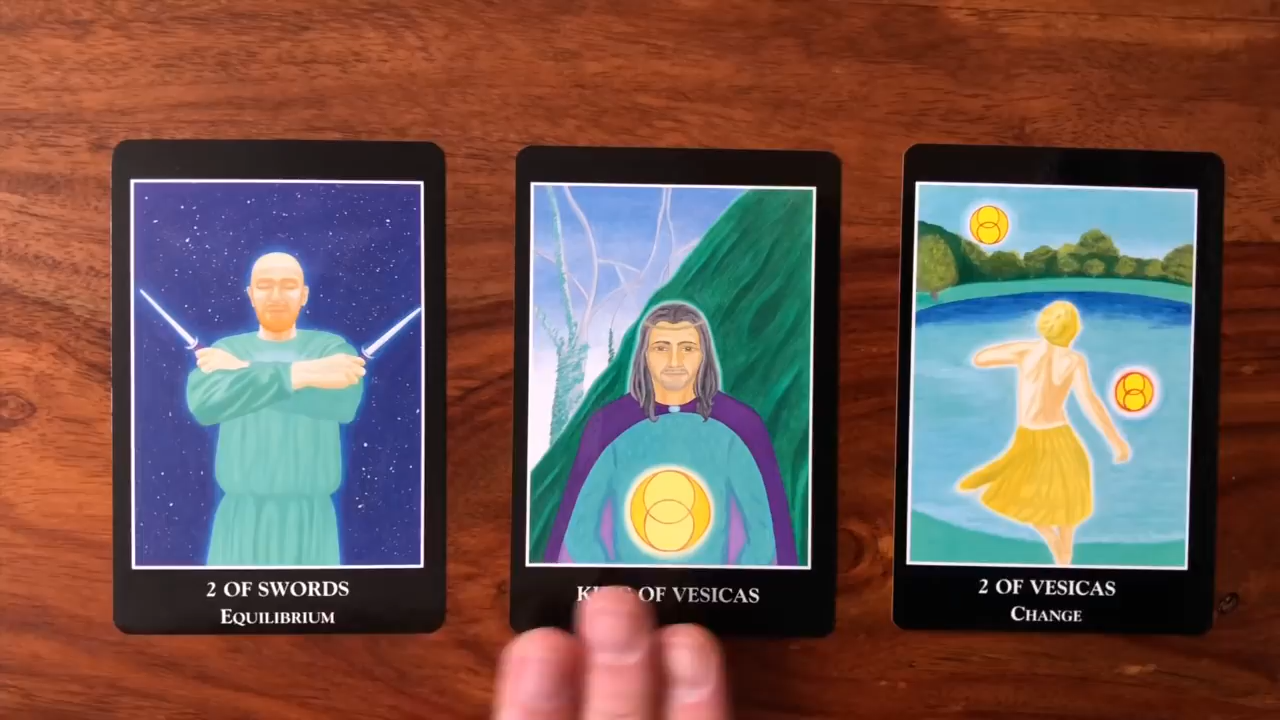 2 OF SWORDS
EQUILIBRIUM
OF VESICAS
2 OF VESICAS
CHANGE